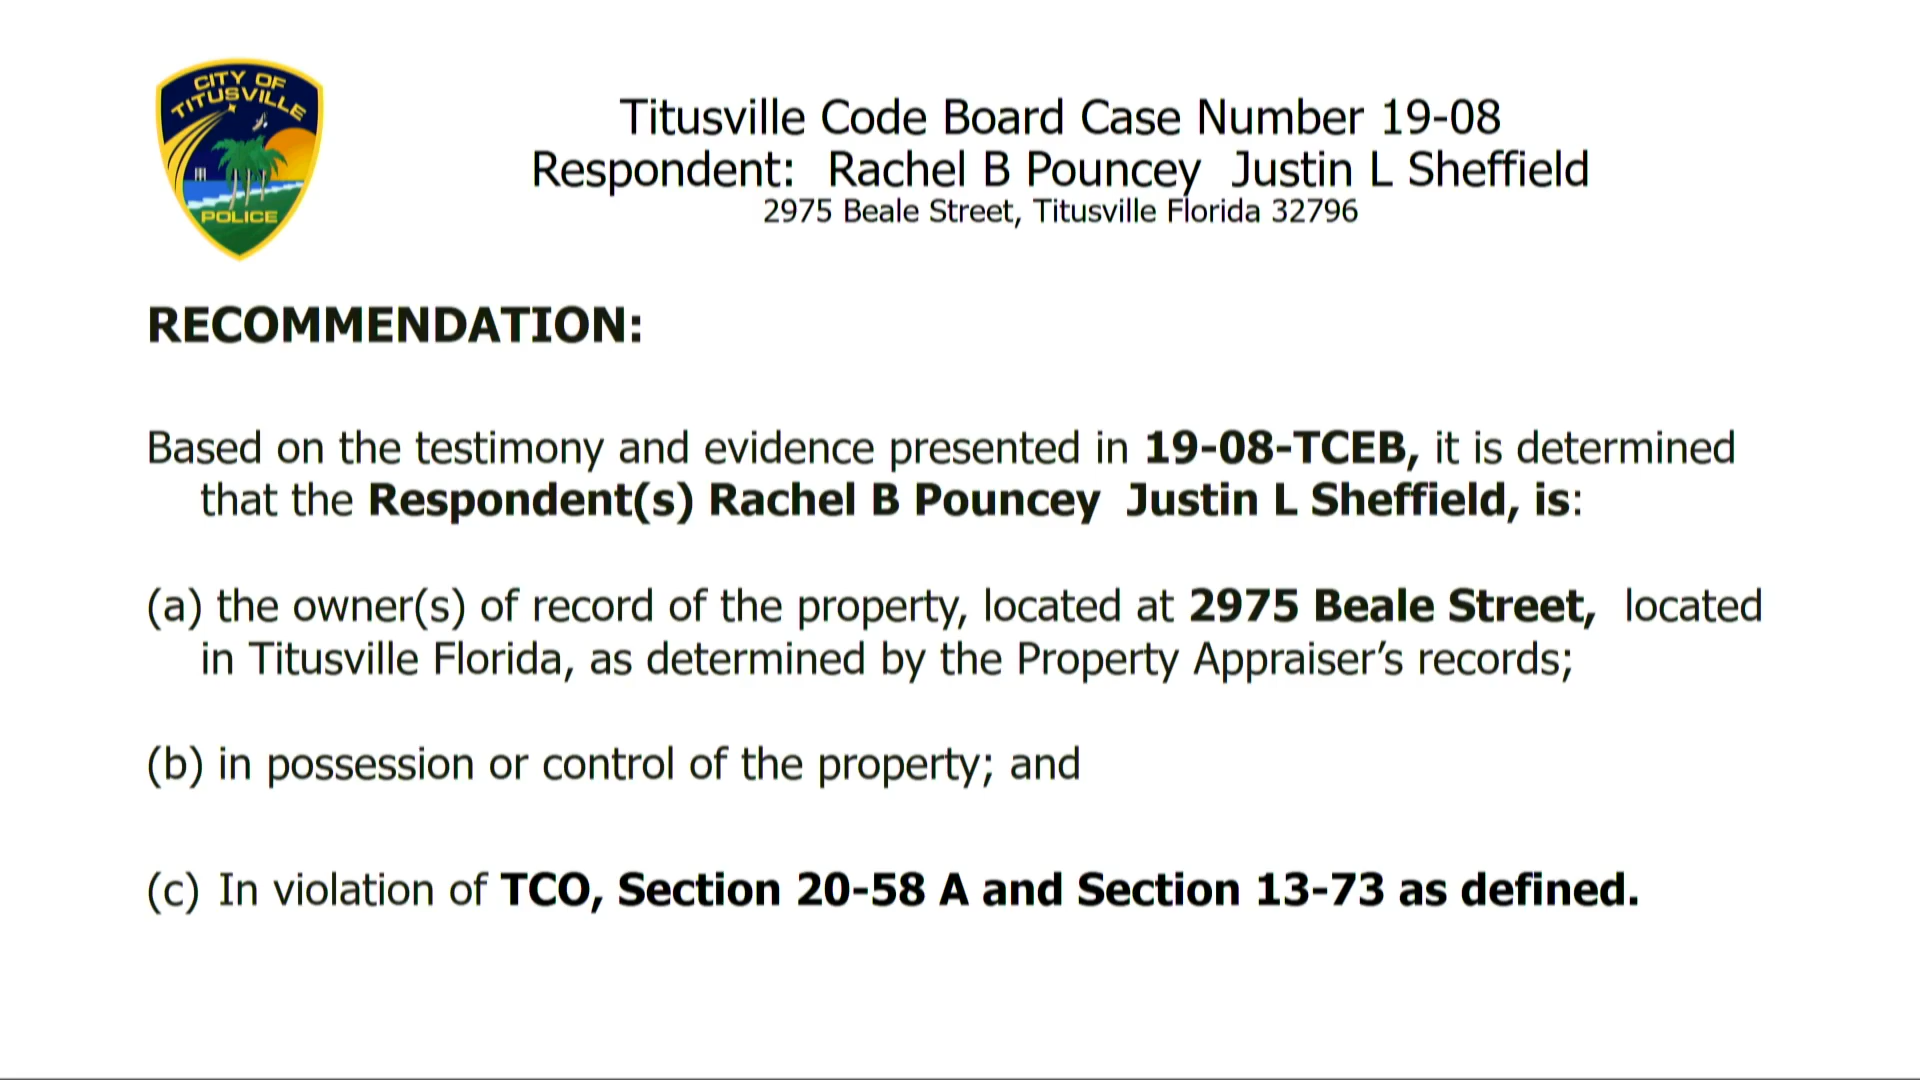 CITY OF
TITUSVILLE
POLICE
Titusville Code Board Case Number 19-08
Respondent:  Rachel B Pouncey  Justin L Sheffield
2975 Beale Street, Titusville Florida 32796
RECOMMENDATION:
Based on the testimony and evidence presented in 19-08-TCEB, it is determined
that the Respondent(s) Rachel B Pouncey  Justin L Sheffield, is:
(a) the owner(s) of record of the property, located at 2975 Beale Street,  located
in Titusville Florida, as determined by the Property Appraiser’s records;
(b) in possession or control of the property; and
(c) In violation of TCO, Section 20-58 A and Section 13-73 as defined.